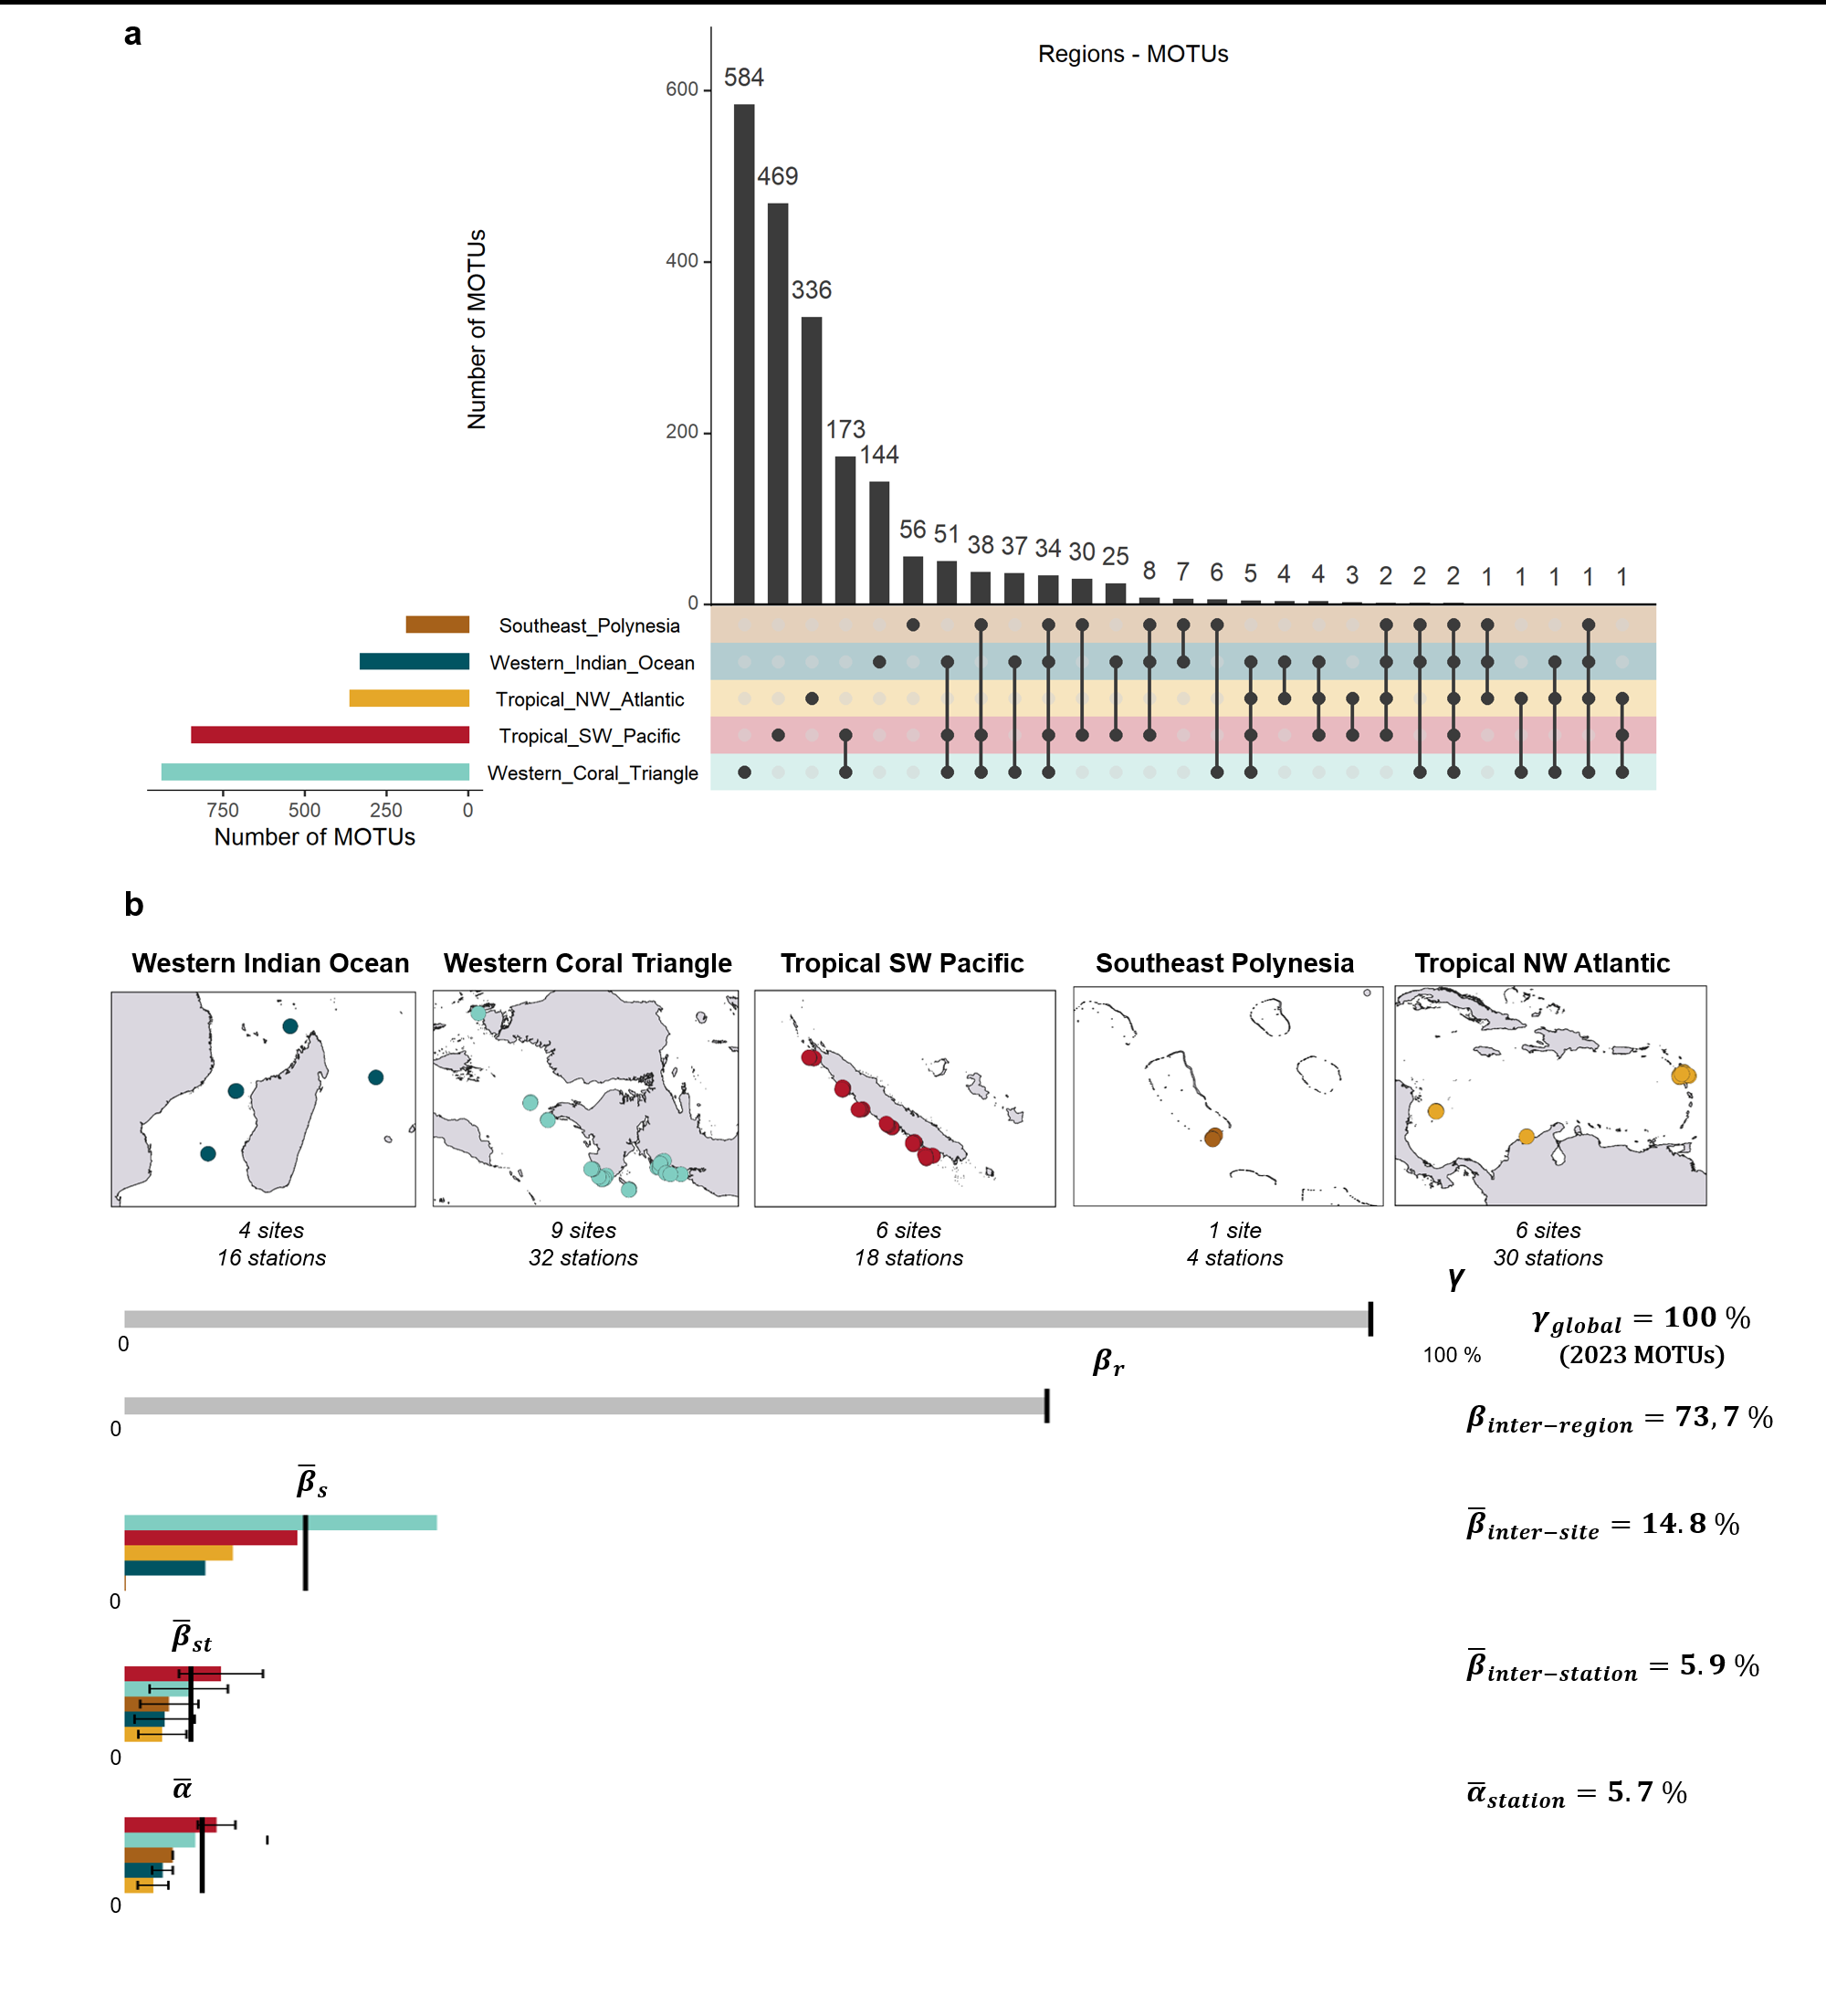 a
Regions - MOTUs
Number of MOTUs
600
400
200
0
584
469
336
173
144
56
51
38
37
34
30
25
8
7
6
5
4
4
3
2
2
2
1
1
1
1
1
Southeast_Polynesia
Western_Indian_Ocean
Tropical_NW_Atlantic
Tropical_SW_Pacific
Western_Coral_Triangle
750 500 250 0
Number of MOTUs
b
Western Indian Ocean
Western Coral Triangle
Tropical SW Pacific
Southeast Polynesia
Tropical NW Atlantic
4 sites
16 stations
9 sites
32 stations
6 sites
18 stations
1 site
4 stations
6 sites
30 stations
γ
0
100 %
γ global = 100 %
(2023 MOTUs)
β r
0
β inter−region = 73,7 %
β̅ s
0
β̅ inter−site = 14.8 %
β̅ st
0
β̅ inter−station = 5.9 %
α̅
0
α̅ station = 5.7 %